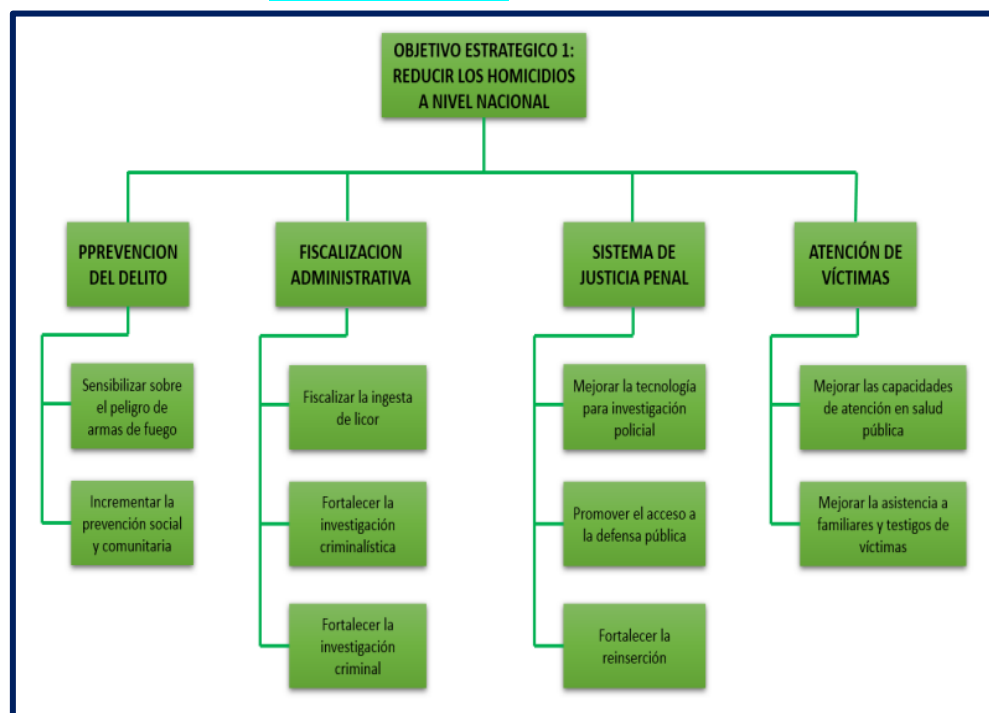 OBJETIVO ESTRATEGICO 1:
REDUCIR LOS HOMICIDIOS
A NIVEL NACIONAL
PPREVENCION
DEL DELITO
FISCALIZACION
ADMINISTRATIVA
SISTEMA DE
JUSTICIA PENAL
ATENCIÓN DE
VÍCTIMAS
Sensibilizar sobre
el peligro de
armas de fuego
Fiscalizar la ingesta
de licor
Mejorar la tecnología
para investigación
policial
Mejorar las capacidades
de atención en salud
pública
Incrementar la
prevención social
y comunitaria
Fortalecer la
investigación
criminalística
Promover el acceso a
la defensa pública
Mejorar la asistencia a
familiares y testigos de
víctimas
Fortalecer la
investigación
criminal
Fortalecer la
reinserción